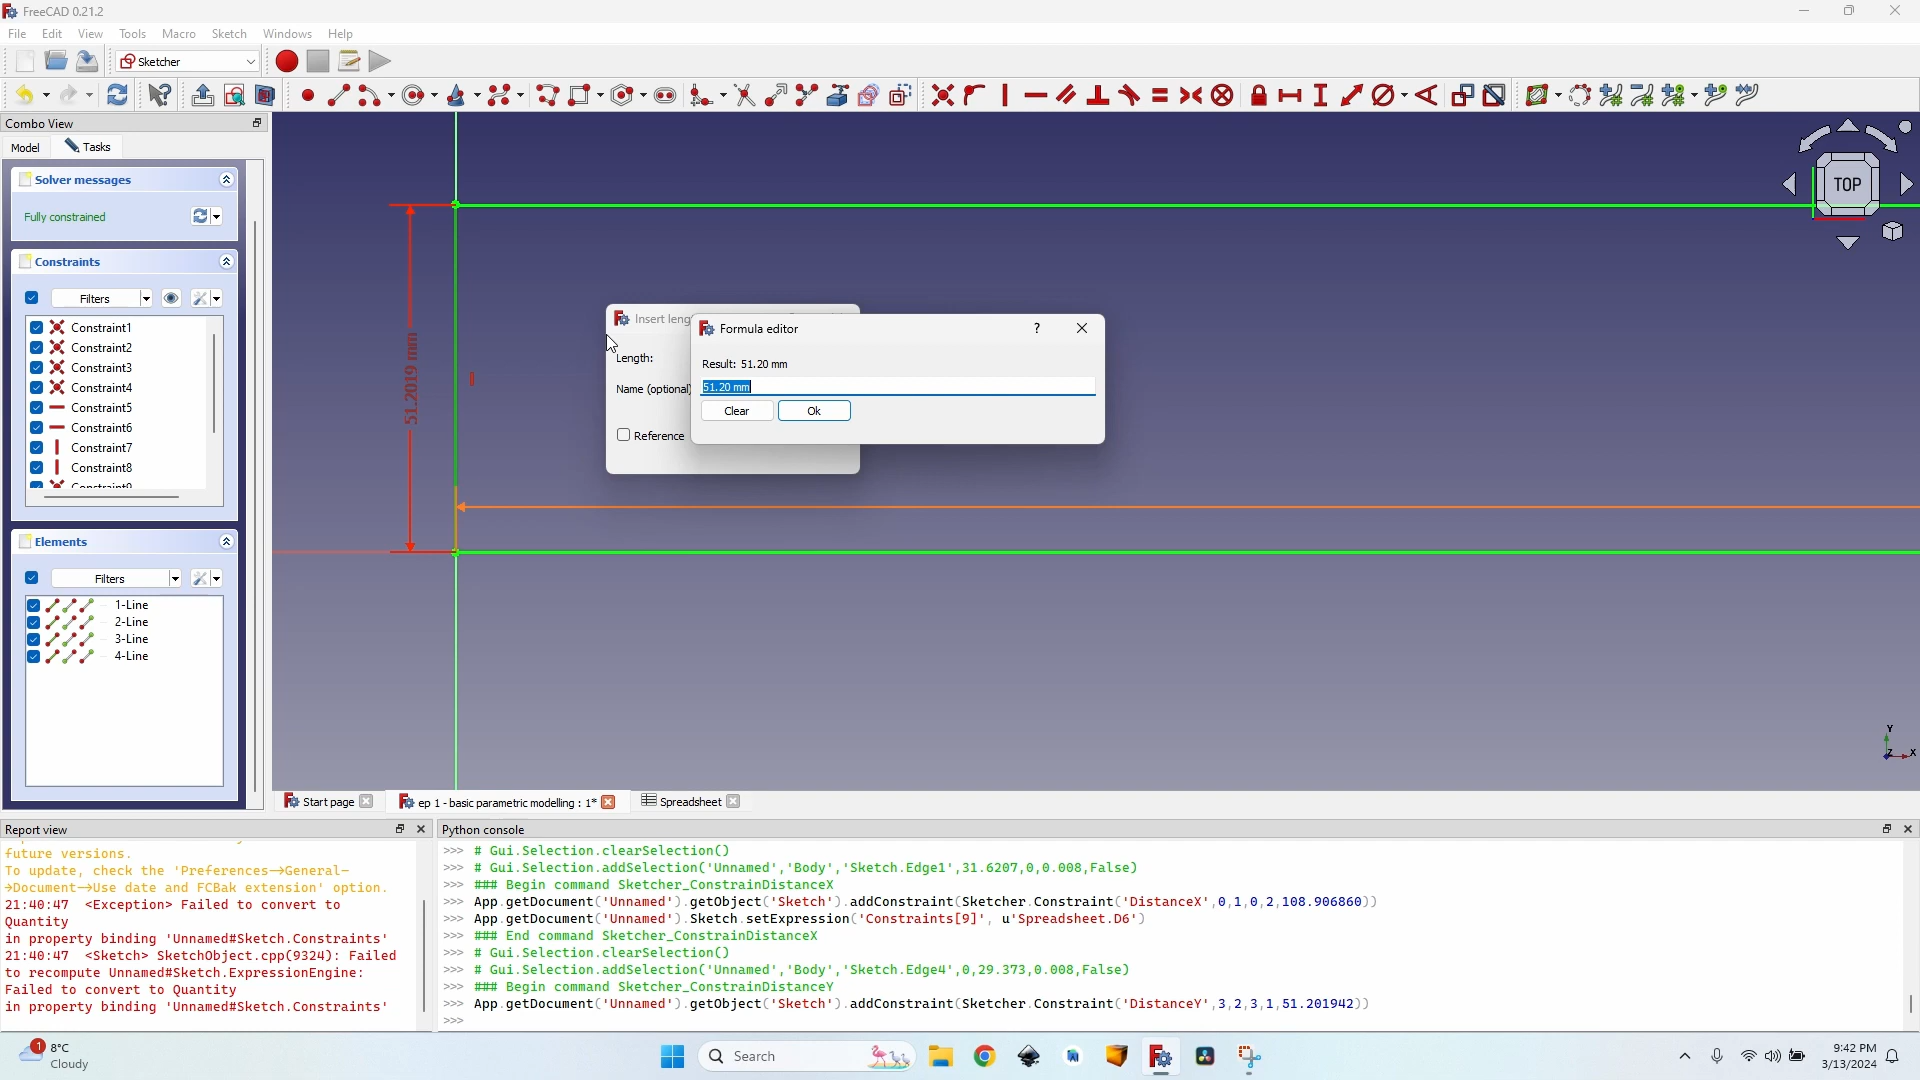 FreeCAD 0.21.2
File Edit View Tools Macro Sketch Windows Help
Sketcher
Combo View
Model Tasks
Solver messages
Fully constrained
Constraints
Filters
Constraint1
Constraint2
Constraint3
Constraint4
Constraint5
Constraint6
Constraint7
Constraint8
Elements
Filters
1-Line
2-Line
3-Line
4-Line
51.2019 mm
TOP
Insert leng
Length:
Name (optional)
Reference
Formula editor
?
Result: 51.20 mm
51.20 mm
Clear Ok
Y
Z X
Start page
ep 1 - basic parametric modelling : 1*
Spreadsheet
Report view
future versions.
To update, check the 'Preferences→General-
→Document→Use date and FCBak extension' option.
21:40:47 <Exception> Failed to convert to
Quantity
in property binding 'Unnamed#Sketch.Constraints'
21:40:47 <Sketch> SketchObject.cpp(9324): Failed
to recompute Unnamed#Sketch.ExpressionEngine:
Failed to convert to Quantity
in property binding 'Unnamed#Sketch.Constraints'
Python console
>>> # Gui.Selection.clearSelection()
>>> # Gui.Selection.addSelection('Unnamed','Body','Sketch.Edge1',31.6207,0,0.008,False)
>>> ### Begin command Sketcher_ConstrainDistanceX
>>> App.getDocument('Unnamed').getObject('Sketch').addConstraint(Sketcher.Constraint('DistanceX',0,1,0,2,108.906860))
>>> App.getDocument('Unnamed').Sketch.setExpression('Constraints[9]', u'Spreadsheet.D6')
>>> ### End command Sketcher_ConstrainDistanceX
>>> # Gui.Selection.clearSelection()
>>> # Gui.Selection.addSelection('Unnamed','Body','Sketch.Edge4',0,29.373,0.008,False)
>>> ### Begin command Sketcher_ConstrainDistanceY
>>> App.getDocument('Unnamed').getObject('Sketch').addConstraint(Sketcher.Constraint('DistanceY',3,2,3,1,51.201942))
>>>
1
8°C
Cloudy
Search
9:42 PM
3/13/2024